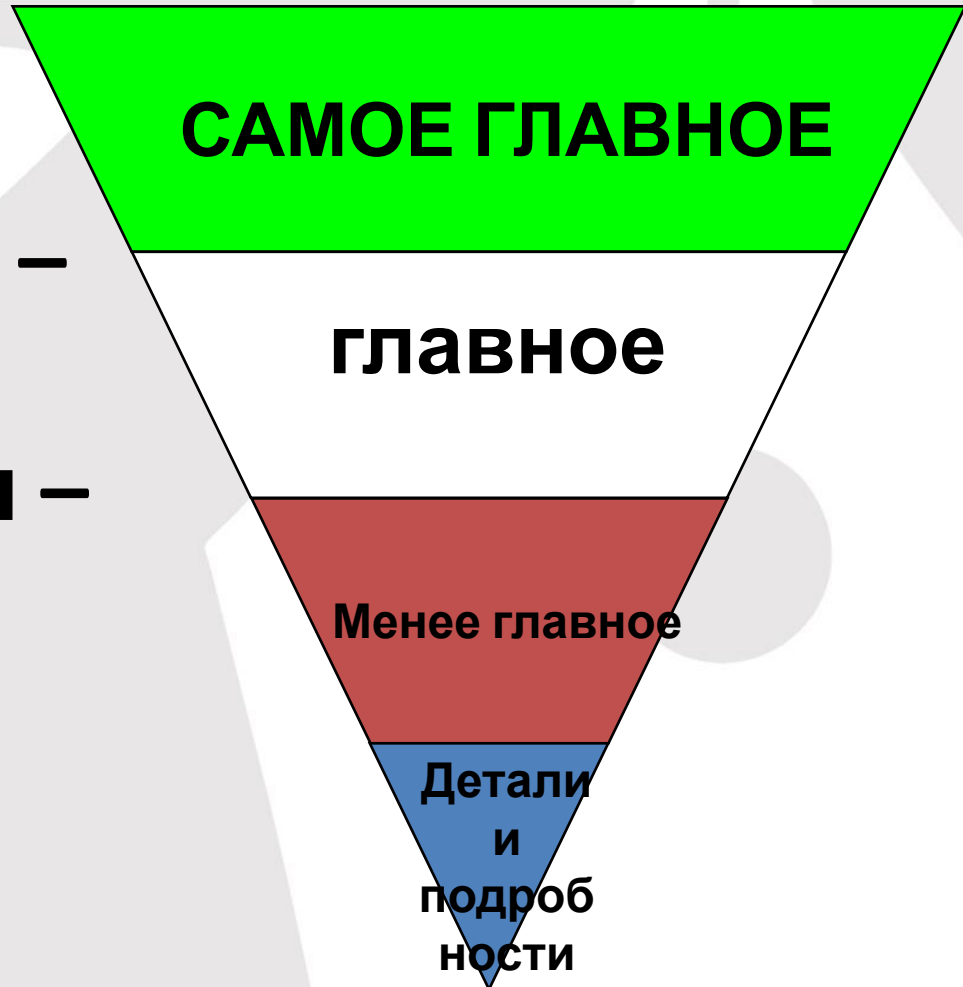 САМОЕ ГЛАВНОЕ
–
главное
–
Менее главное
Детали
и
подроб
ности